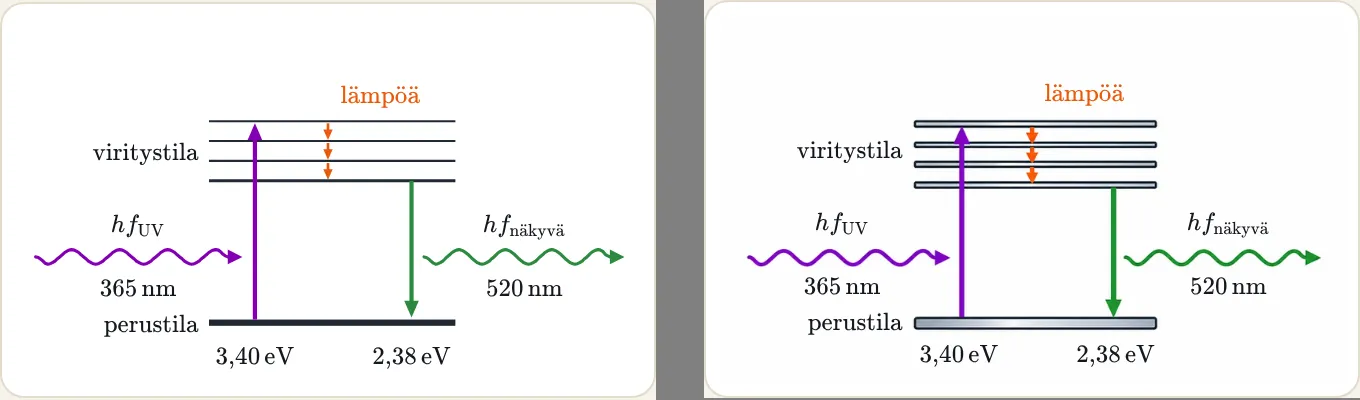 lämpöä
viritystila
hfUV
hfnäkyvä
365 nm
520 nm
perustila
3,40 eV
2,38 eV
lämpöä
viritystila
hfUV
hfnäkyvä
365 nm
520 nm
perustila
3,40 eV
2,38 eV